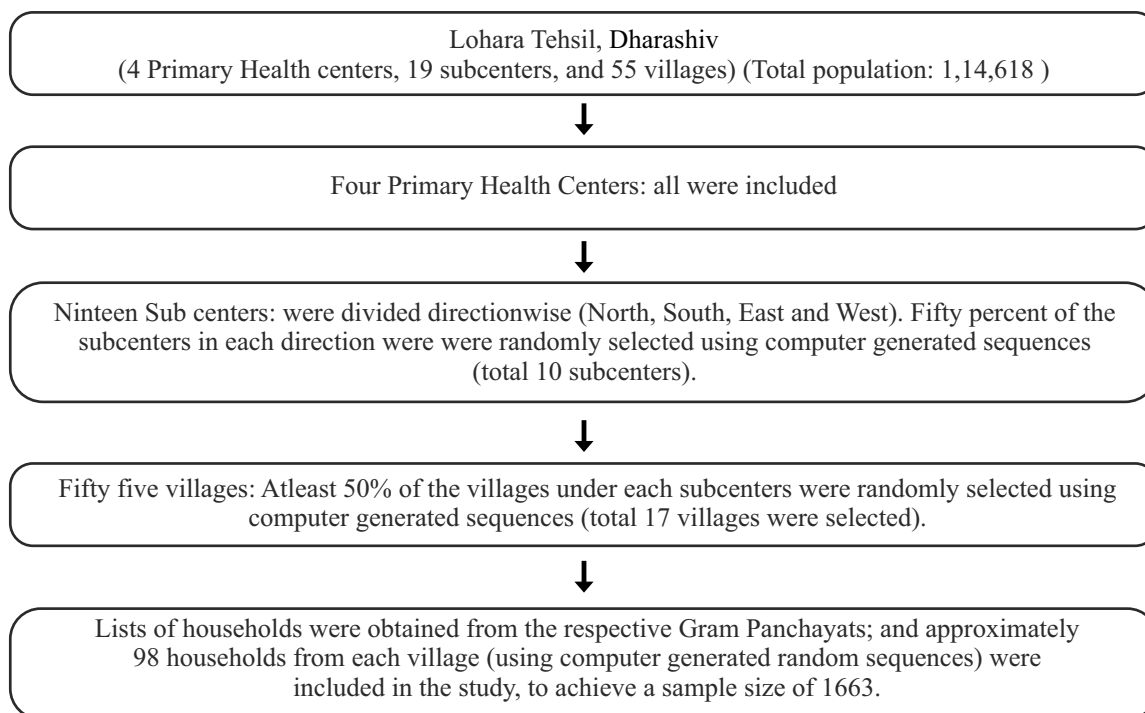 Lohara Tehsil, Dharashiv
(4 Primary Health centers, 19 subcenters, and 55 villages) (Total population: 1,14,618 )
Four Primary Health Centers: all were included
Ninteen Sub centers: were divided directionwise (North, South, East and West). Fifty percent of the
subcenters in each direction were were randomly selected using computer generated sequences
(total 10 subcenters).
Fifty five villages: Atleast 50% of the villages under each subcenters were randomly selected using
computer generated sequences (total 17 villages were selected).
Lists of households were obtained from the respective Gram Panchayats; and approximately
98 households from each village (using computer generated random sequences) were
included in the study, to achieve a sample size of 1663.